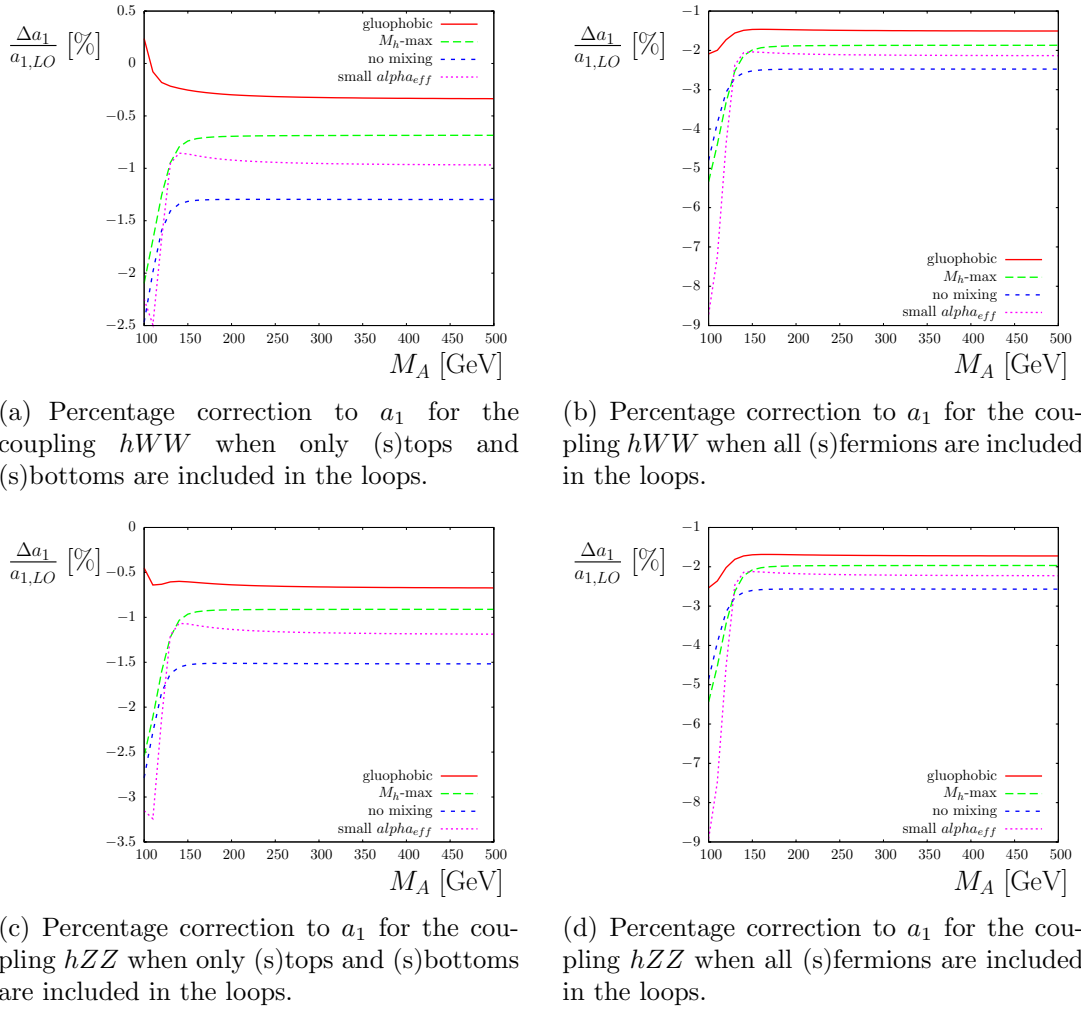 Δa₁/a₁,LO [%]
0.5
0
−0.5
−1
−1.5
−2
−2.5
gluophobic
Mₕ-max
no mixing
small alpha_eff
100 150 200 250 300 350 400 450 500
M_A [GeV]
(a) Percentage correction to a₁ for the
coupling hWW when only (s)tops and
(s)bottoms are included in the loops.
Δa₁/a₁,LO [%]
−1
−2
−3
−4
−5
−6
−7
−8
−9
gluophobic
Mₕ-max
no mixing
small alpha_eff
100 150 200 250 300 350 400 450 500
M_A [GeV]
(b) Percentage correction to a₁ for the cou-
pling hWW when all (s)fermions are included
in the loops.
Δa₁/a₁,LO [%]
0
−0.5
−1
−1.5
−2
−2.5
−3
−3.5
gluophobic
Mₕ-max
no mixing
small alpha_eff
100 150 200 250 300 350 400 450 500
M_A [GeV]
(c) Percentage correction to a₁ for the cou-
pling hZZ when only (s)tops and (s)bottoms
are included in the loops.
Δa₁/a₁,LO [%]
−1
−2
−3
−4
−5
−6
−7
−8
−9
gluophobic
Mₕ-max
no mixing
small alpha_eff
100 150 200 250 300 350 400 450 500
M_A [GeV]
(d) Percentage correction to a₁ for the cou-
pling hZZ when all (s)fermions are included
in the loops.